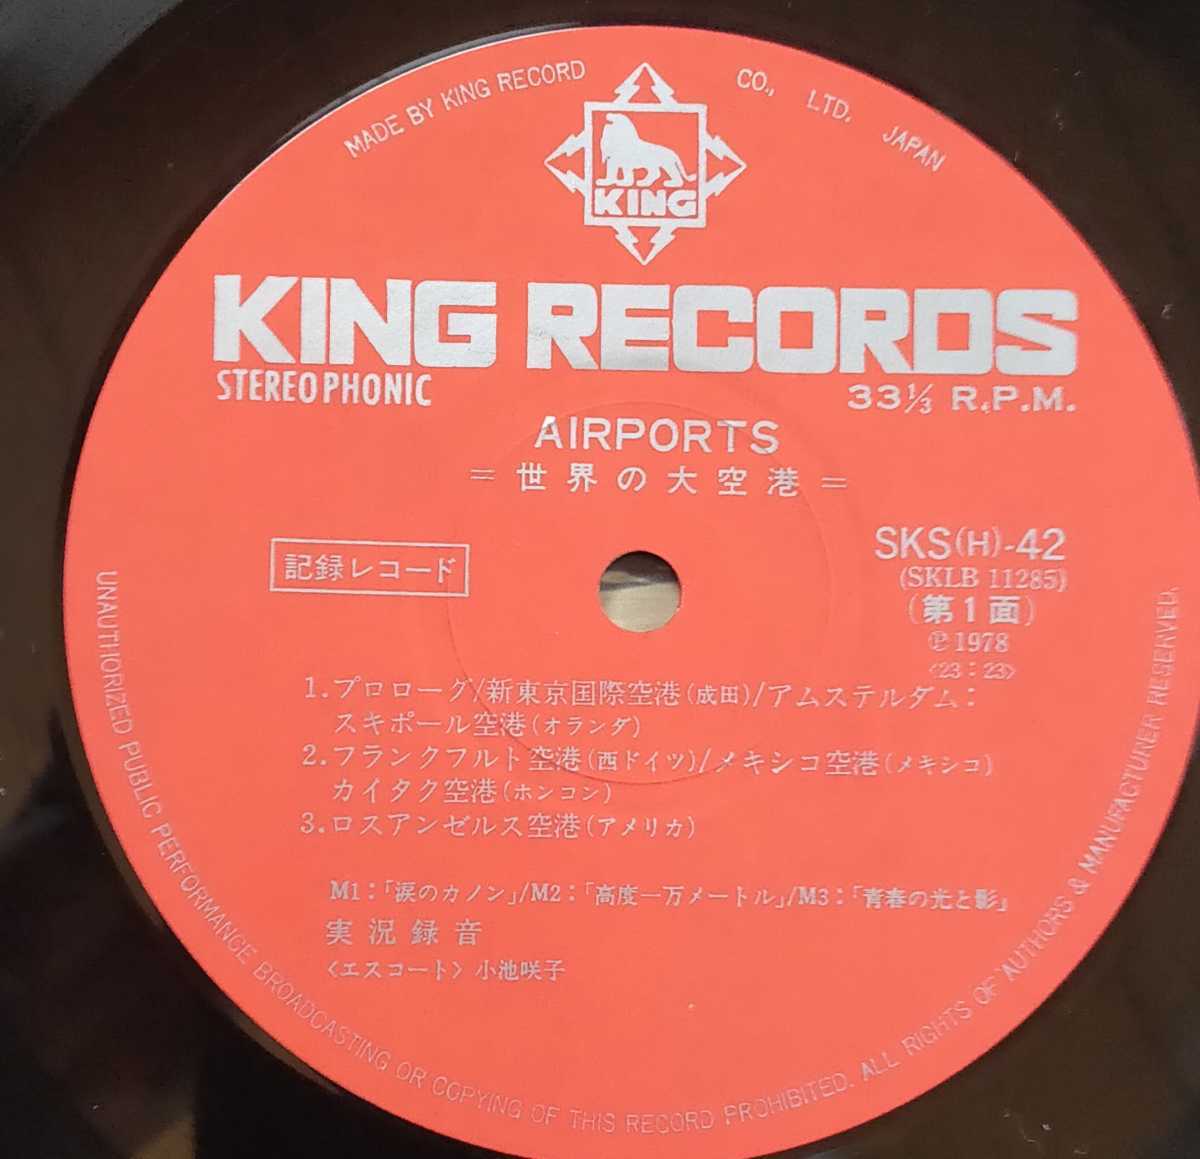 MADE BY KING RECORD CO., LTD. JAPAN
KING
KING RECORDS
STEREOPHONIC
33⅓ R.P.M.
AIRPORTS
=世界の大空港=
記録レコード
SKS(H)-42
(SKLB 11285)
(第1面)
℗1978
<23:23>
1.プロローグ/新東京国際空港(成田)/アムステルダム:
スキポール空港(オランダ)
2.フランクフルト空港(西ドイツ)/メキシコ空港(メキシコ)
カイタク空港(ホンコン)
3.ロスアンゼルス空港(アメリカ)
M1:「涙のカノン」/M2:「高度一万メートル」/M3:「青春の光と影」
実況録音
〈エスコート〉小池咲子
UNAUTHORIZED PUBLIC PERFORMANCE BROADCASTING OR COPYING OF THIS RECORD PROHIBITED. ALL RIGHTS OF AUTHORS & MANUFACTURER RESERVED.